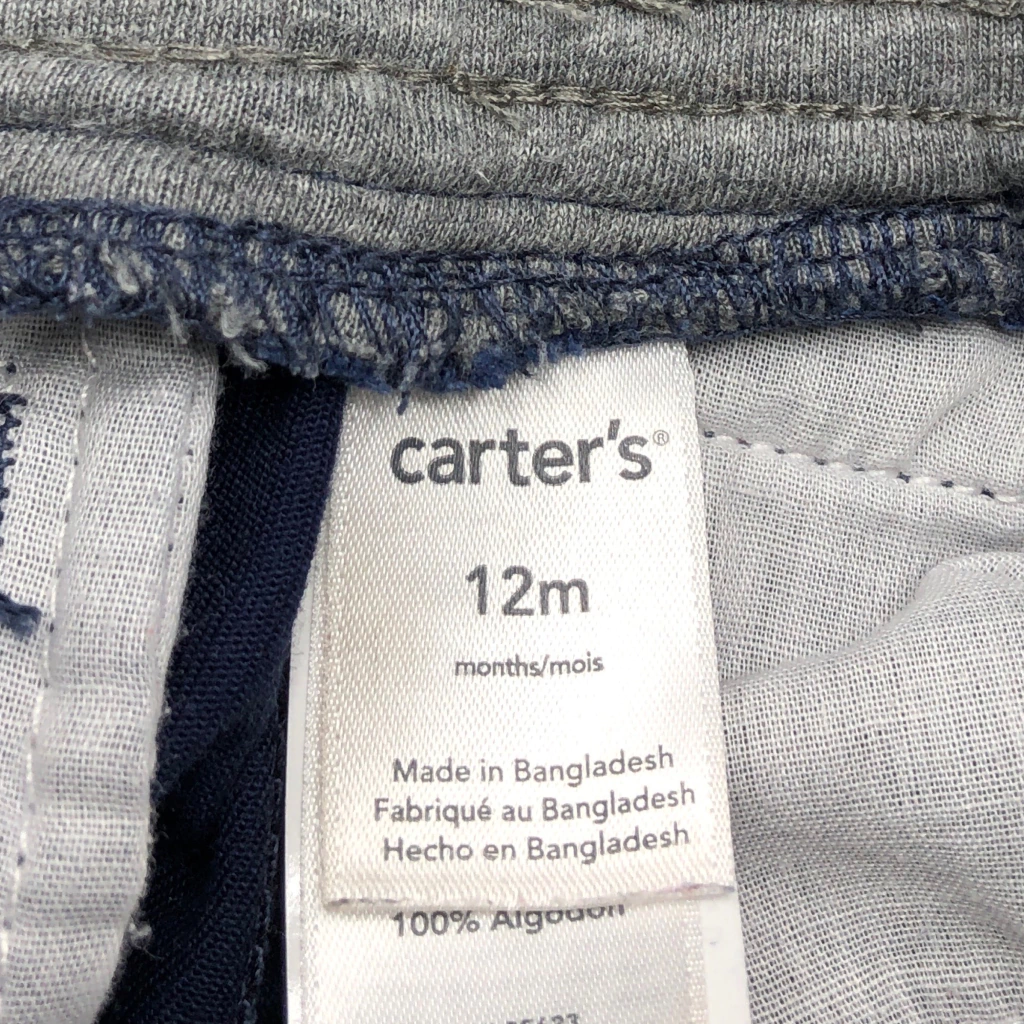 carter's®
12m
months/mois
Made in Bangladesh
Fabriqué au Bangladesh
Hecho en Bangladesh
100% Algodón